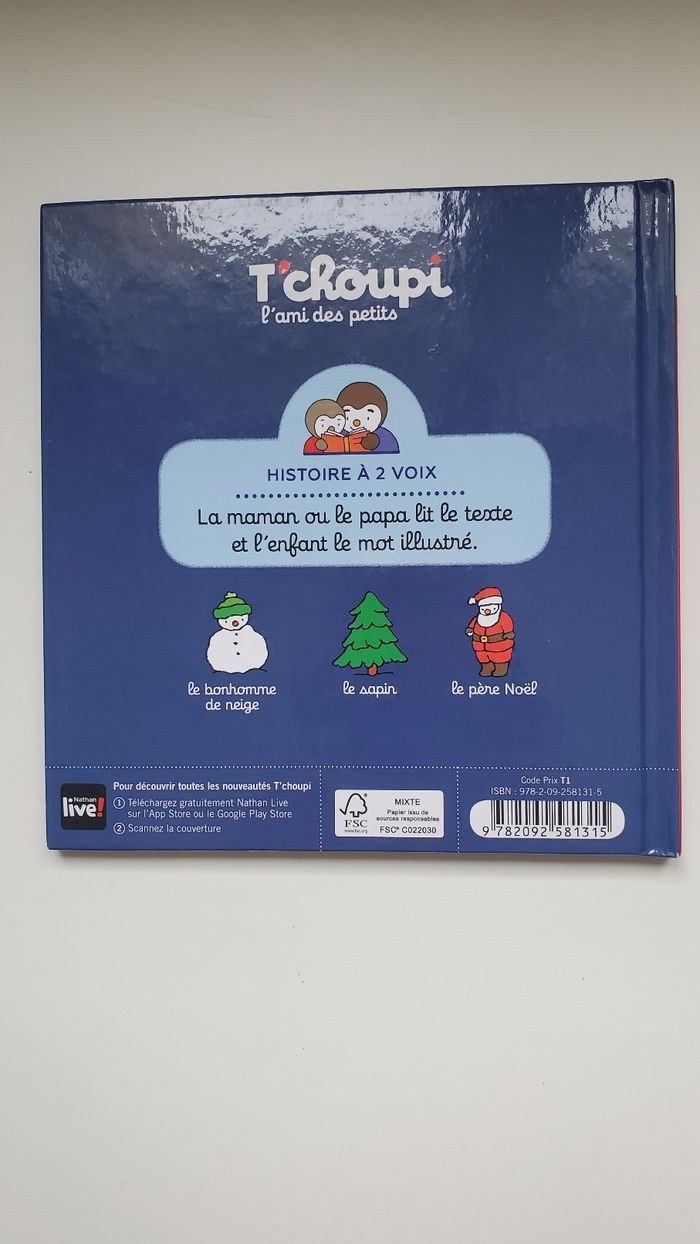 T'choupi
l'ami des petits
HISTOIRE À 2 VOIX
La maman ou le papa lit le texte
et l'enfant le mot illustré.
le bonhomme
de neige
le sapin
le père Noël
Nathan
live!
Pour découvrir toutes les nouveautés T'choupi
1 Téléchargez gratuitement Nathan Live
sur l'App Store ou le Google Play Store
2 Scannez la couverture
FSC
www.fsc.org
MIXTE
Papier issu de
sources responsables
FSC® C022030
Code Prix T1
ISBN : 978-2-09-258131-5
9 782092 581315